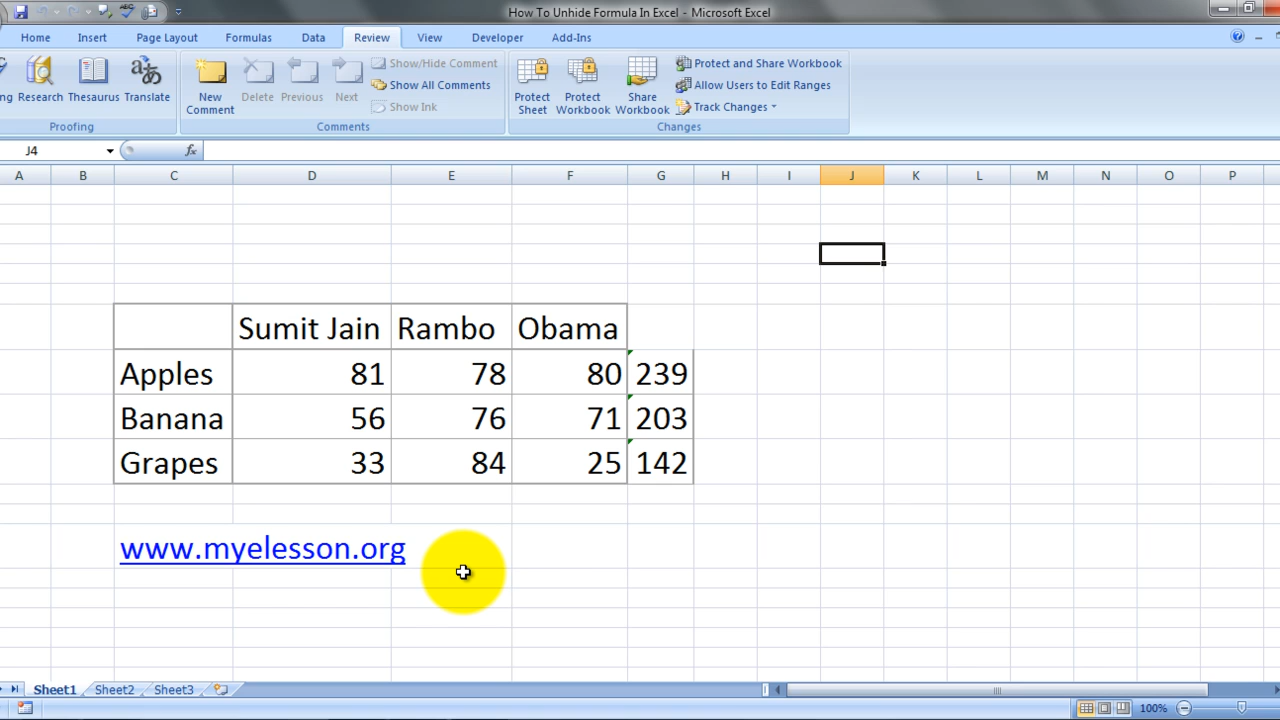 How To Unhide Formula In Excel - Microsoft Excel
Home Insert Page Layout Formulas Data Review View Developer Add-Ins
Research Thesaurus Translate
Proofing
New Comment Delete Previous Next
Show/Hide Comment
Show All Comments
Show Ink
Comments
Protect Sheet Protect Workbook Share Workbook
Protect and Share Workbook
Allow Users to Edit Ranges
Track Changes
Changes
J4 fx
A B C D E F G H I J K L M N O P
Sumit Jain Rambo Obama
Apples 81 78 80 239
Banana 56 76 71 203
Grapes 33 84 25 142
www.myelesson.org
Sheet1 Sheet2 Sheet3
100%